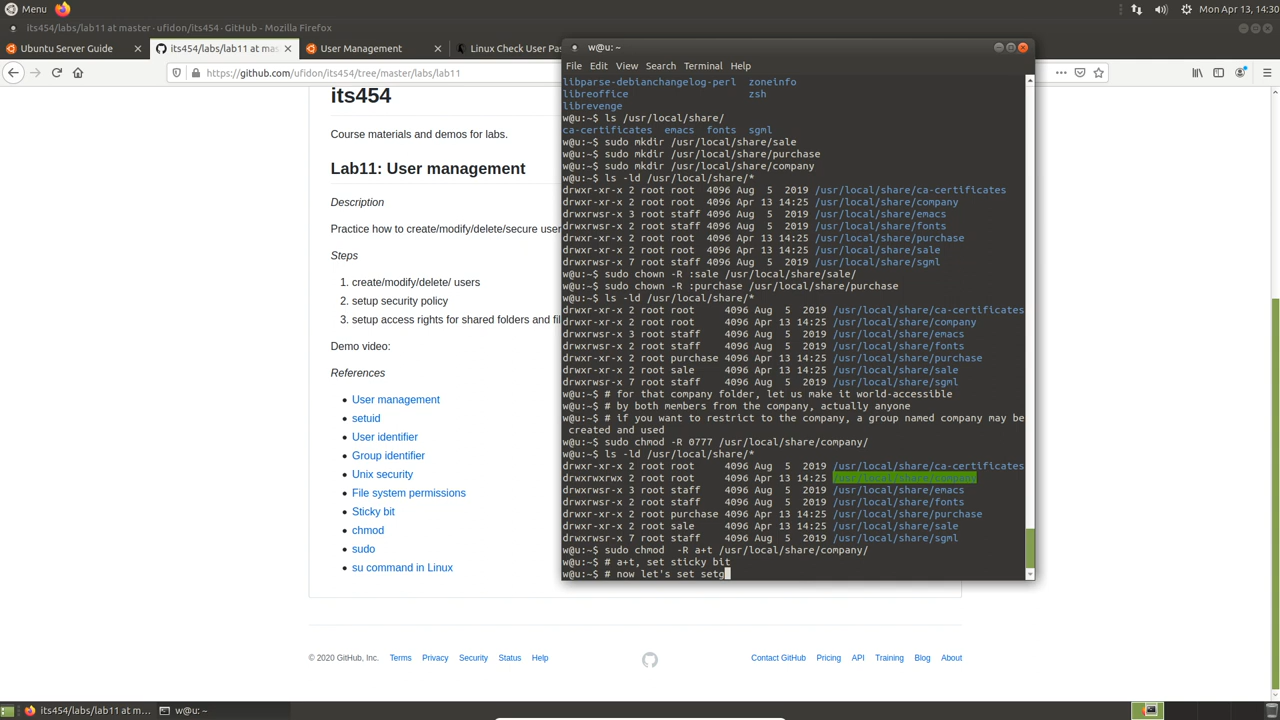 Menu
Mon Apr 13, 14:30
its454/labs/lab11 at master · ufidon/its454 · GitHub - Mozilla Firefox
Ubuntu Server Guide
its454/labs/lab11 at mas
User Management
Linux Check User Pas
https://github.com/ufidon/its454/tree/master/labs/lab11
its454
Course materials and demos for labs.
Lab11: User management
Description
Practice how to create/modify/delete/secure user
Steps
1. create/modify/delete/ users
2. setup security policy
3. setup access rights for shared folders and fil
Demo video:
References
User management
setuid
User identifier
Group identifier
Unix security
File system permissions
Sticky bit
chmod
sudo
su command in Linux
w@u: ~
File Edit View Search Terminal Help
libparse-debianchangelog-perl zoneinfo
libreoffice zsh
librevenge
w@u:~$ ls /usr/local/share/
ca-certificates emacs fonts sgml
w@u:~$ sudo mkdir /usr/local/share/sale
w@u:~$ sudo mkdir /usr/local/share/purchase
w@u:~$ sudo mkdir /usr/local/share/company
w@u:~$ ls -ld /usr/local/share/*
drwxr-xr-x 2 root root 4096 Aug 5 2019 /usr/local/share/ca-certificates
drwxr-xr-x 2 root root 4096 Apr 13 14:25 /usr/local/share/company
drwxrwsr-x 3 root staff 4096 Aug 5 2019 /usr/local/share/emacs
drwxrwsr-x 2 root staff 4096 Aug 5 2019 /usr/local/share/fonts
drwxr-xr-x 2 root root 4096 Apr 13 14:25 /usr/local/share/purchase
drwxr-xr-x 2 root root 4096 Apr 13 14:25 /usr/local/share/sale
drwxrwsr-x 7 root staff 4096 Aug 5 2019 /usr/local/share/sgml
w@u:~$ sudo chown -R :sale /usr/local/share/sale/
w@u:~$ sudo chown -R :purchase /usr/local/share/purchase
w@u:~$ ls -ld /usr/local/share/*
drwxr-xr-x 2 root root 4096 Aug 5 2019 /usr/local/share/ca-certificates
drwxr-xr-x 2 root root 4096 Apr 13 14:25 /usr/local/share/company
drwxrwsr-x 3 root staff 4096 Aug 5 2019 /usr/local/share/emacs
drwxrwsr-x 2 root staff 4096 Aug 5 2019 /usr/local/share/fonts
drwxr-xr-x 2 root purchase 4096 Apr 13 14:25 /usr/local/share/purchase
drwxr-xr-x 2 root sale 4096 Apr 13 14:25 /usr/local/share/sale
drwxrwsr-x 7 root staff 4096 Aug 5 2019 /usr/local/share/sgml
w@u:~$ # for that company folder, let us make it world-accessible
w@u:~$ # by both members from the company, actually anyone
w@u:~$ # if you want to restrict to the company, a group named company may be
created and used
w@u:~$ sudo chmod -R 0777 /usr/local/share/company/
w@u:~$ ls -ld /usr/local/share/*
drwxr-xr-x 2 root root 4096 Aug 5 2019 /usr/local/share/ca-certificates
drwxrwxrwx 2 root root 4096 Apr 13 14:25 /usr/local/share/company
drwxrwsr-x 3 root staff 4096 Aug 5 2019 /usr/local/share/emacs
drwxrwsr-x 2 root staff 4096 Aug 5 2019 /usr/local/share/fonts
drwxr-xr-x 2 root purchase 4096 Apr 13 14:25 /usr/local/share/purchase
drwxr-xr-x 2 root sale 4096 Apr 13 14:25 /usr/local/share/sale
drwxrwsr-x 7 root staff 4096 Aug 5 2019 /usr/local/share/sgml
w@u:~$ sudo chmod -R a+t /usr/local/share/company/
w@u:~$ # a+t, set sticky bit
w@u:~$ # now let's set setg
© 2020 GitHub, Inc. Terms Privacy Security Status Help Contact GitHub Pricing API Training Blog About
its454/labs/lab11 at m... w@u: ~